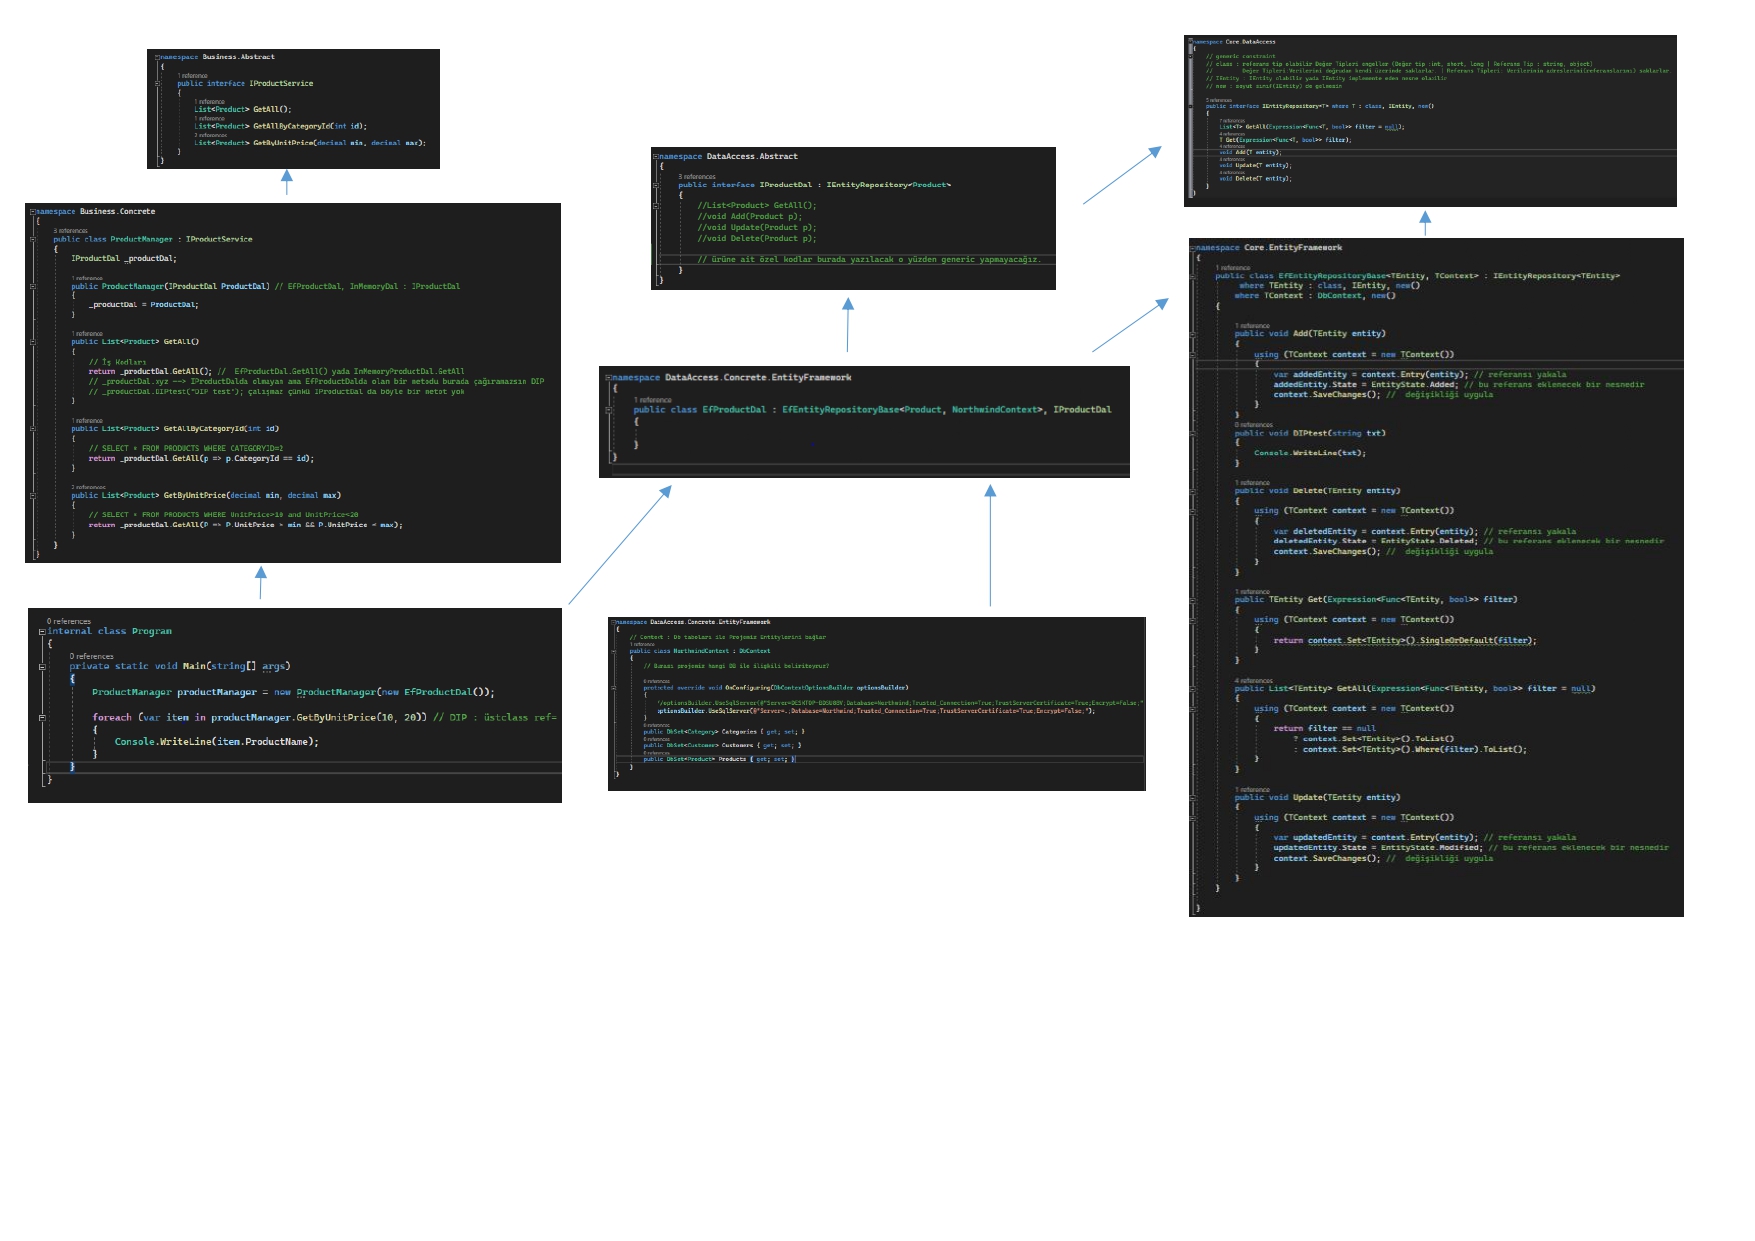 namespace Business.Abstract
{
1 reference
public interface IProductService
{
1 reference
List<Product> GetAll();
1 reference
List<Product> GetAllByCategoryId(int id);
2 references
List<Product> GetByUnitPrice(decimal min, decimal max);
}
}
namespace Business.Concrete
{
3 references
public class ProductManager : IProductService
{
IProductDal _productDal;
1 reference
public ProductManager(IProductDal ProductDal) // EfProductDal, InMemoryDal : IProductDal
{
_productDal = ProductDal;
}
1 reference
public List<Product> GetAll()
{
// İş Kodları
return _productDal.GetAll(); // EfProductDal.GetAll() yada InMemoryProductDal.GetAll
// _productDal.xyz ==> IProductDalda olmayan ama EfProductDalda olan bir metodu burada çağıramazsın DIP
// _productDal.DIPtest("DIP test"); çalışmaz çünkü IProductDal da böyle bir metot yok
}
1 reference
public List<Product> GetAllByCategoryId(int id)
{
// SELECT * FROM PRODUCTS WHERE CATEGORYID=2
return _productDal.GetAll(p => p.CategoryId == id);
}
2 references
public List<Product> GetByUnitPrice(decimal min, decimal max)
{
// SELECT * FROM PRODUCTS WHERE UnitPrice>10 and UnitPrice<20
return _productDal.GetAll(P => P.UnitPrice > min && P.UnitPrice < max);
}
}
}
0 references
internal class Program
{
0 references
private static void Main(string[] args)
{
ProductManager productManager = new ProductManager(new EfProductDal());
foreach (var item in productManager.GetByUnitPrice(10, 20)) // DIP : üstclass ref=
{
Console.WriteLine(item.ProductName);
}
}
}
namespace DataAccess.Abstract
{
3 references
public interface IProductDal : IEntityRepository<Product>
{
//List<Product> GetAll();
//void Add(Product p);
//void Update(Product p);
//void Delete(Product p);
// ürüne ait özel kodlar burada yazılacak o yüzden generic yapmayacağız.
}
}
namespace DataAccess.Concrete.EntityFramework
{
1 reference
public class EfProductDal : EfEntityRepositoryBase<Product, NorthwindContext>, IProductDal
{
}
}
namespace DataAccess.Concrete.EntityFramework
{
// Context : Db tabloları ile Projemiz Entitylerini bağlar
public class NorthwindContext : DbContext
{
// Burası projemiz hangi DB ile ilişkili belirtiyoruz?
0 references
protected override void OnConfiguring(DbContextOptionsBuilder optionsBuilder)
{
optionsBuilder.UseSqlServer(@"Server=.;Database=Northwind;Trusted_Connection=True;TrustServerCertificate=True;Encrypt=False;");
}
0 references
public DbSet<Category> Categories { get; set; }
0 references
public DbSet<Customer> Customers { get; set; }
0 references
public DbSet<Product> Products { get; set; }
}
}
namespace Core.DataAccess
{
// generic constraint
// class : referans tip olabilir Değer Tipleri engeller (Değer tip :int, short, long | Referans Tip : string, object)
// Değer Tipleri:Verilerini doğrudan kendi üzerinde saklarlar. | Referans Tipleri: Verilerinin adreslerini(referanslarını) saklarlar.
// IEntity : IEntity olabilir yada IEntity implemente eden nesne olabilir
// new : soyut sınıf(IEntity) de gelmesin
public interface IEntityRepository<T> where T : class, IEntity, new()
{
List<T> GetAll(Expression<Func<T, bool>> filter = null);
T Get(Expression<Func<T, bool>> filter);
void Add(T entity);
void Update(T entity);
void Delete(T entity);
}
}
namespace Core.EntityFramework
{
1 reference
public class EfEntityRepositoryBase<TEntity, TContext> : IEntityRepository<TEntity>
where TEntity : class, IEntity, new()
where TContext : DbContext, new()
{
1 reference
public void Add(TEntity entity)
{
using (TContext context = new TContext())
{
var addedEntity = context.Entry(entity); // referansı yakala
addedEntity.State = EntityState.Added; // bu referans eklenecek bir nesnedir
context.SaveChanges(); // değişikliği uygula
}
}
0 references
public void DIPtest(string txt)
{
Console.WriteLine(txt);
}
1 reference
public void Delete(TEntity entity)
{
using (TContext context = new TContext())
{
var deletedEntity = context.Entry(entity); // referansı yakala
deletedEntity.State = EntityState.Deleted; // bu referans eklenecek bir nesnedir
context.SaveChanges(); // değişikliği uygula
}
}
1 reference
public TEntity Get(Expression<Func<TEntity, bool>> filter)
{
using (TContext context = new TContext())
{
return context.Set<TEntity>().SingleOrDefault(filter);
}
}
4 references
public List<TEntity> GetAll(Expression<Func<TEntity, bool>> filter = null)
{
using (TContext context = new TContext())
{
return filter == null
? context.Set<TEntity>().ToList()
: context.Set<TEntity>().Where(filter).ToList();
}
}
1 reference
public void Update(TEntity entity)
{
using (TContext context = new TContext())
{
var updatedEntity = context.Entry(entity); // referansı yakala
updatedEntity.State = EntityState.Modified; // bu referans eklenecek bir nesnedir
context.SaveChanges(); // değişikliği uygula
}
}
}
}